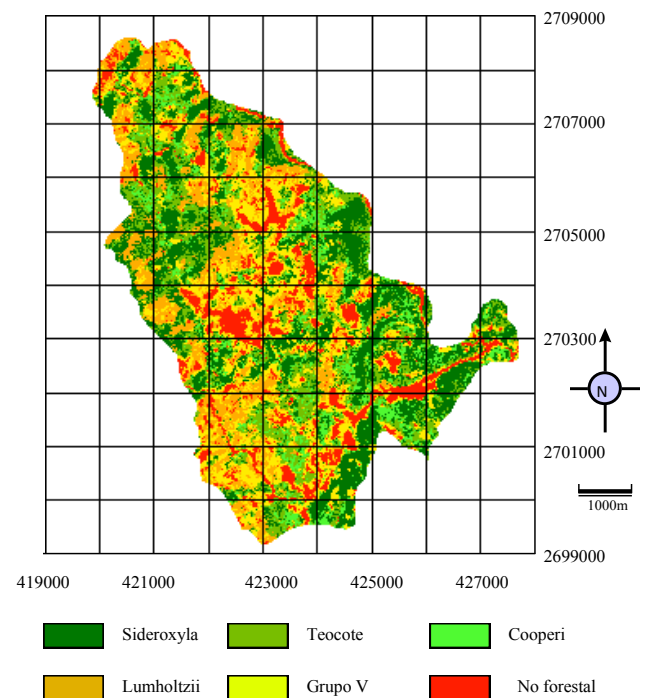 2709000
2707000
2705000
270300
N
2701000
1000m
2699000
419000 421000 423000 425000 427000
Sideroxyla Teocote Cooperi
Lumholtzii Grupo V No forestal